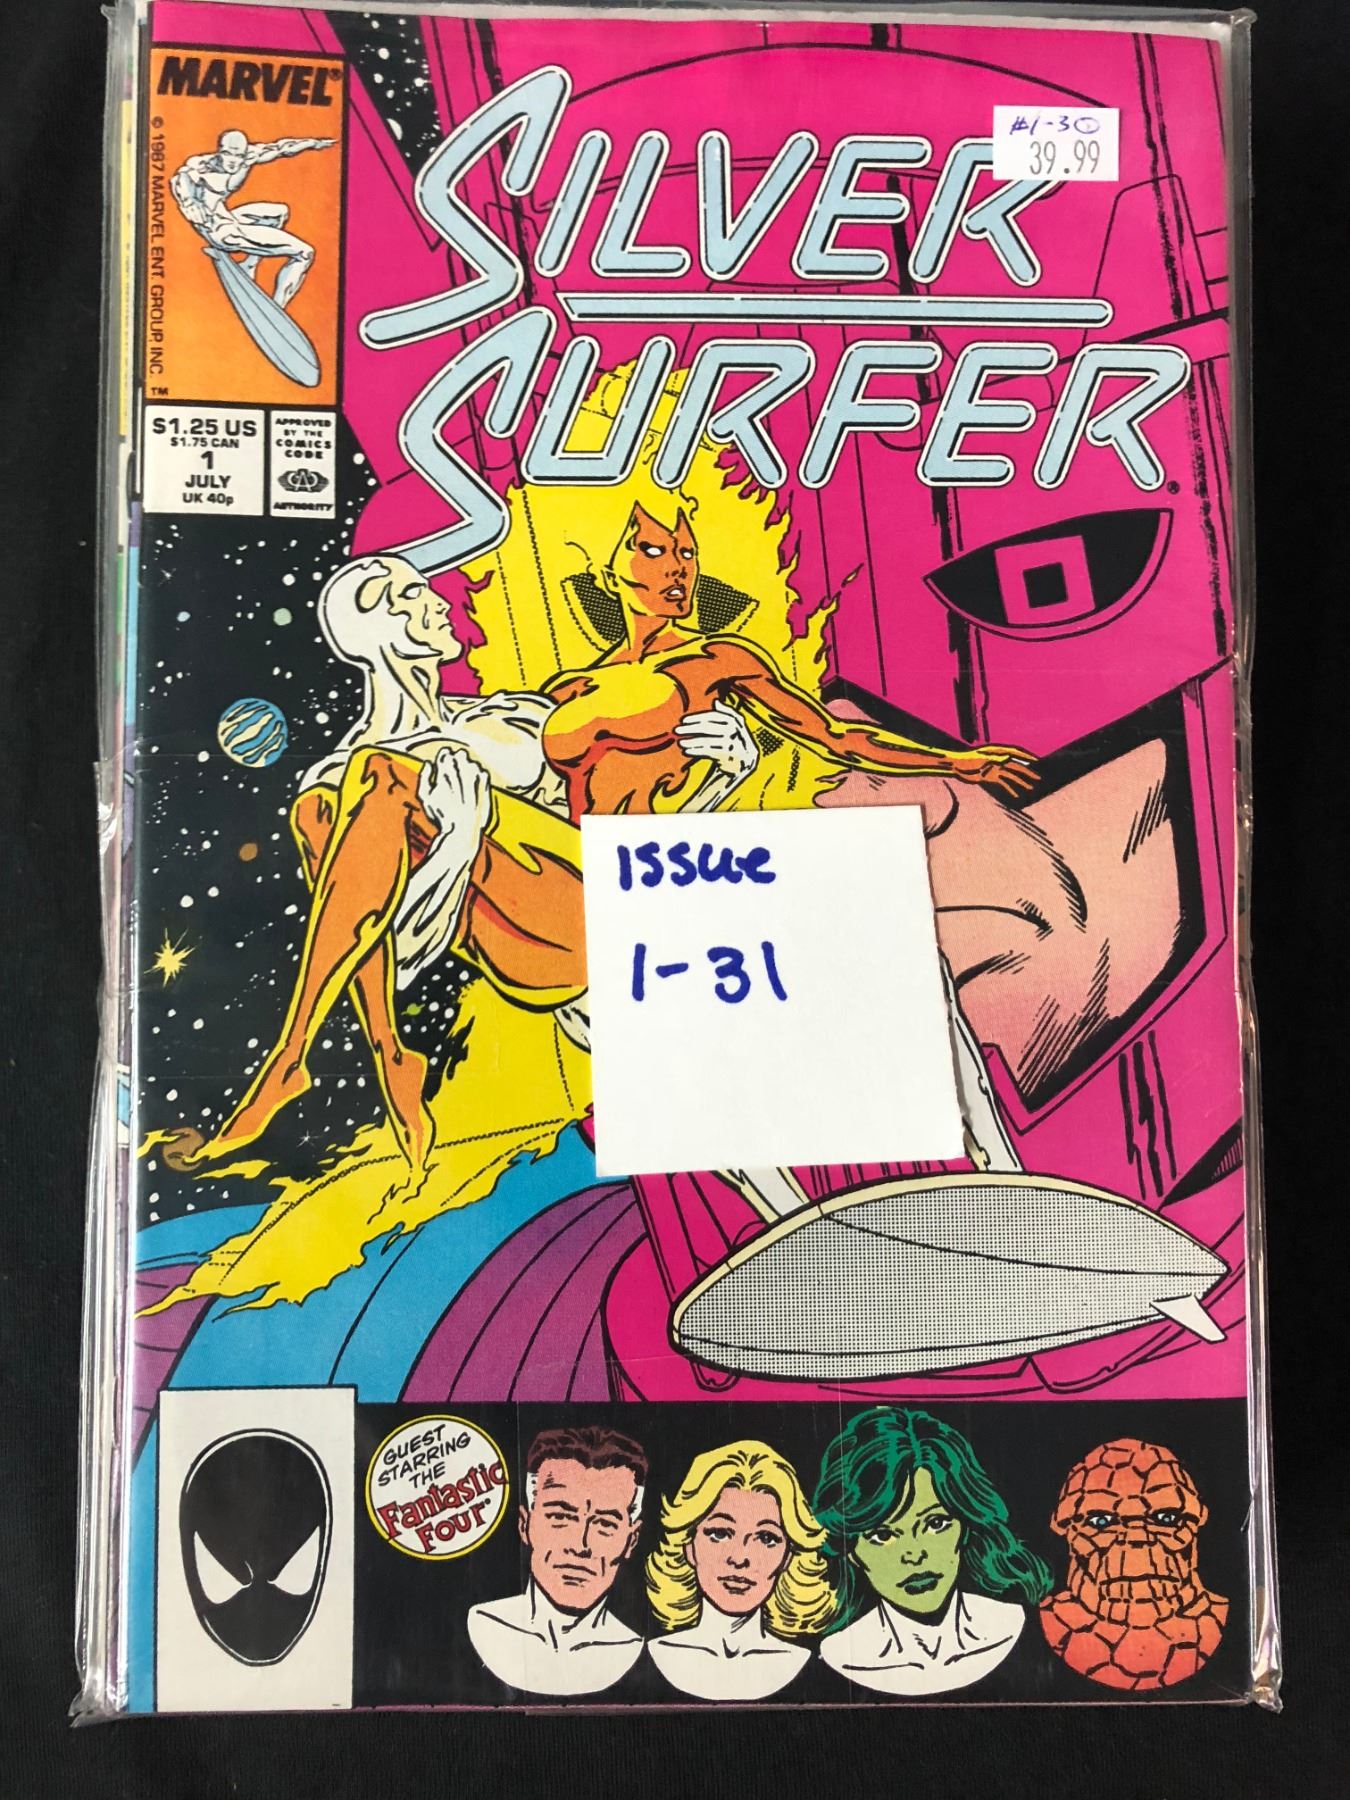 MARVEL®
© 1987 MARVEL ENT. GROUP, INC.
TM
$1.25 US
$1.75 CAN
1
JULY
UK 40p
APPROVED
BY THE
COMICS
CODE
CA
AUTHORITY
#1-30
39.99
SILVER
SURFER®
issue
1-31
GUEST
STARRING
THE
Fantastic
FOUR